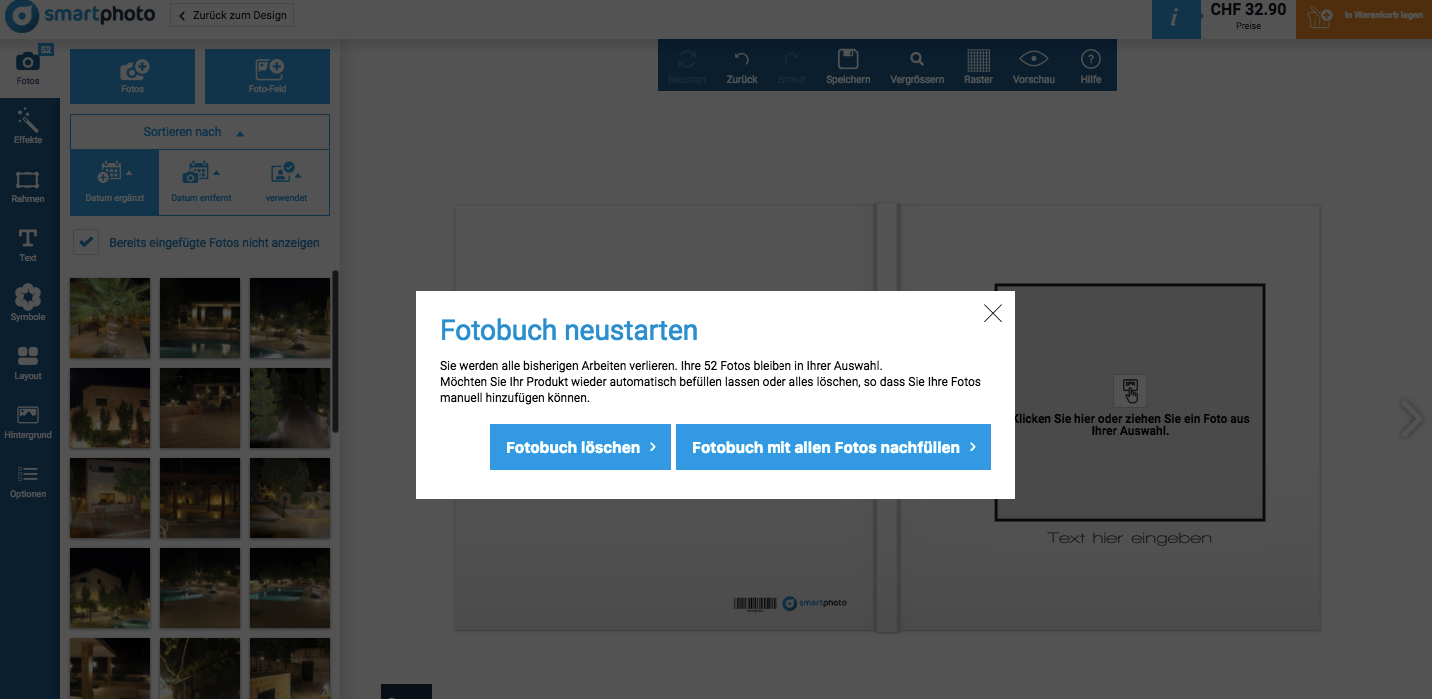 smartphoto
Zurück zum Design
CHF 32.90
Preise
In Warenkorb legen
52
Fotos
Effekte
Rahmen
Text
Symbole
Layout
Hintergrund
Optionen
Fotos
Foto-Feld
Sortieren nach
Datum ergänzt
Datum entfernt
verwendet
Bereits eingefügte Fotos nicht anzeigen
Neustart
Zurück
Erneut
Speichern
Vergrössern
Raster
Vorschau
Hilfe
Fotobuch neustarten
Sie werden alle bisherigen Arbeiten verlieren. Ihre 52 Fotos bleiben in Ihrer Auswahl.
Möchten Sie Ihr Produkt wieder automatisch befüllen lassen oder alles löschen, so dass Sie Ihre Fotos
manuell hinzufügen können.
Fotobuch löschen
Fotobuch mit allen Fotos nachfüllen
Klicken Sie hier oder ziehen Sie ein Foto aus
Ihrer Auswahl.
Text hier eingeben
smartphoto